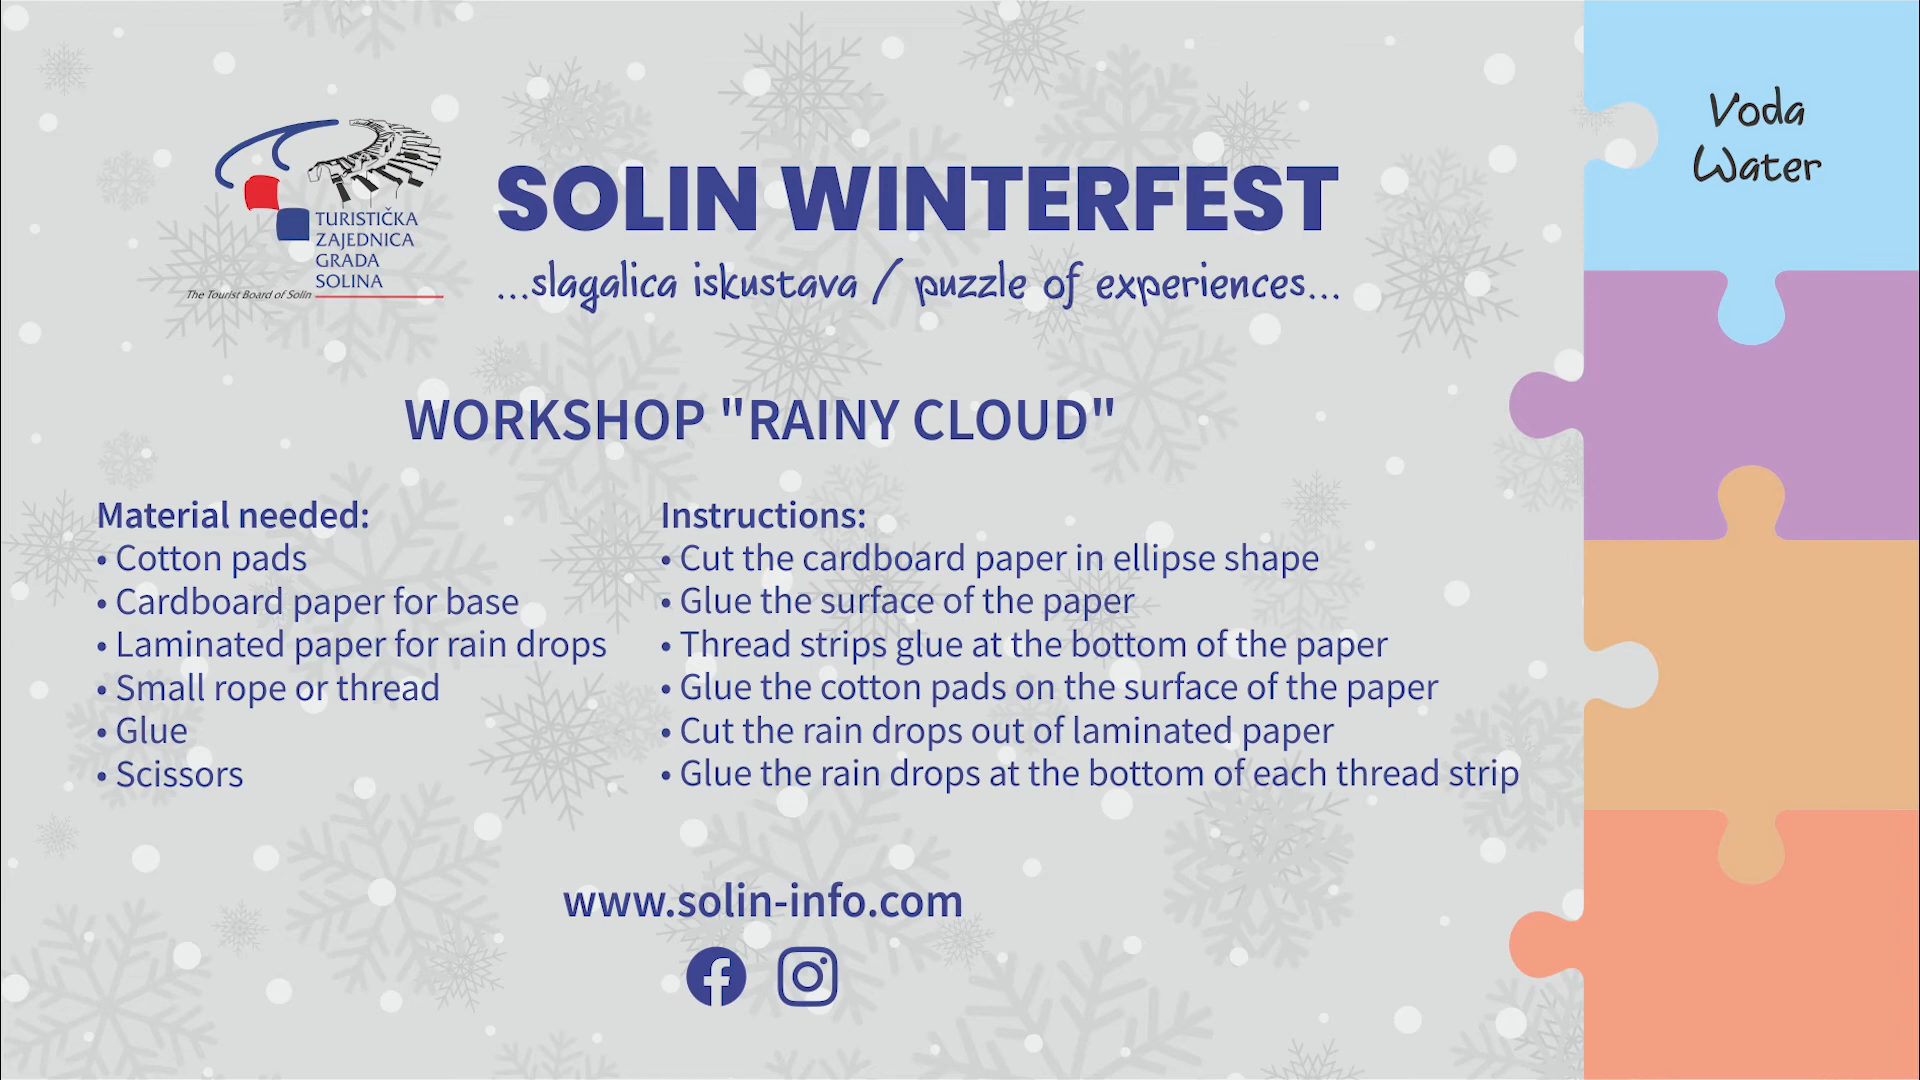 TURISTIČKA
ZAJEDNICA
GRADA
SOLINA
The Tourist Board of Solin
SOLIN WINTERFEST
...slagalica iskustava / puzzle of experiences...
Voda
Water
WORKSHOP "RAINY CLOUD"
Material needed:
• Cotton pads
• Cardboard paper for base
• Laminated paper for rain drops
• Small rope or thread
• Glue
• Scissors
Instructions:
• Cut the cardboard paper in ellipse shape
• Glue the surface of the paper
• Thread strips glue at the bottom of the paper
• Glue the cotton pads on the surface of the paper
• Cut the rain drops out of laminated paper
• Glue the rain drops at the bottom of each thread strip
www.solin-info.com